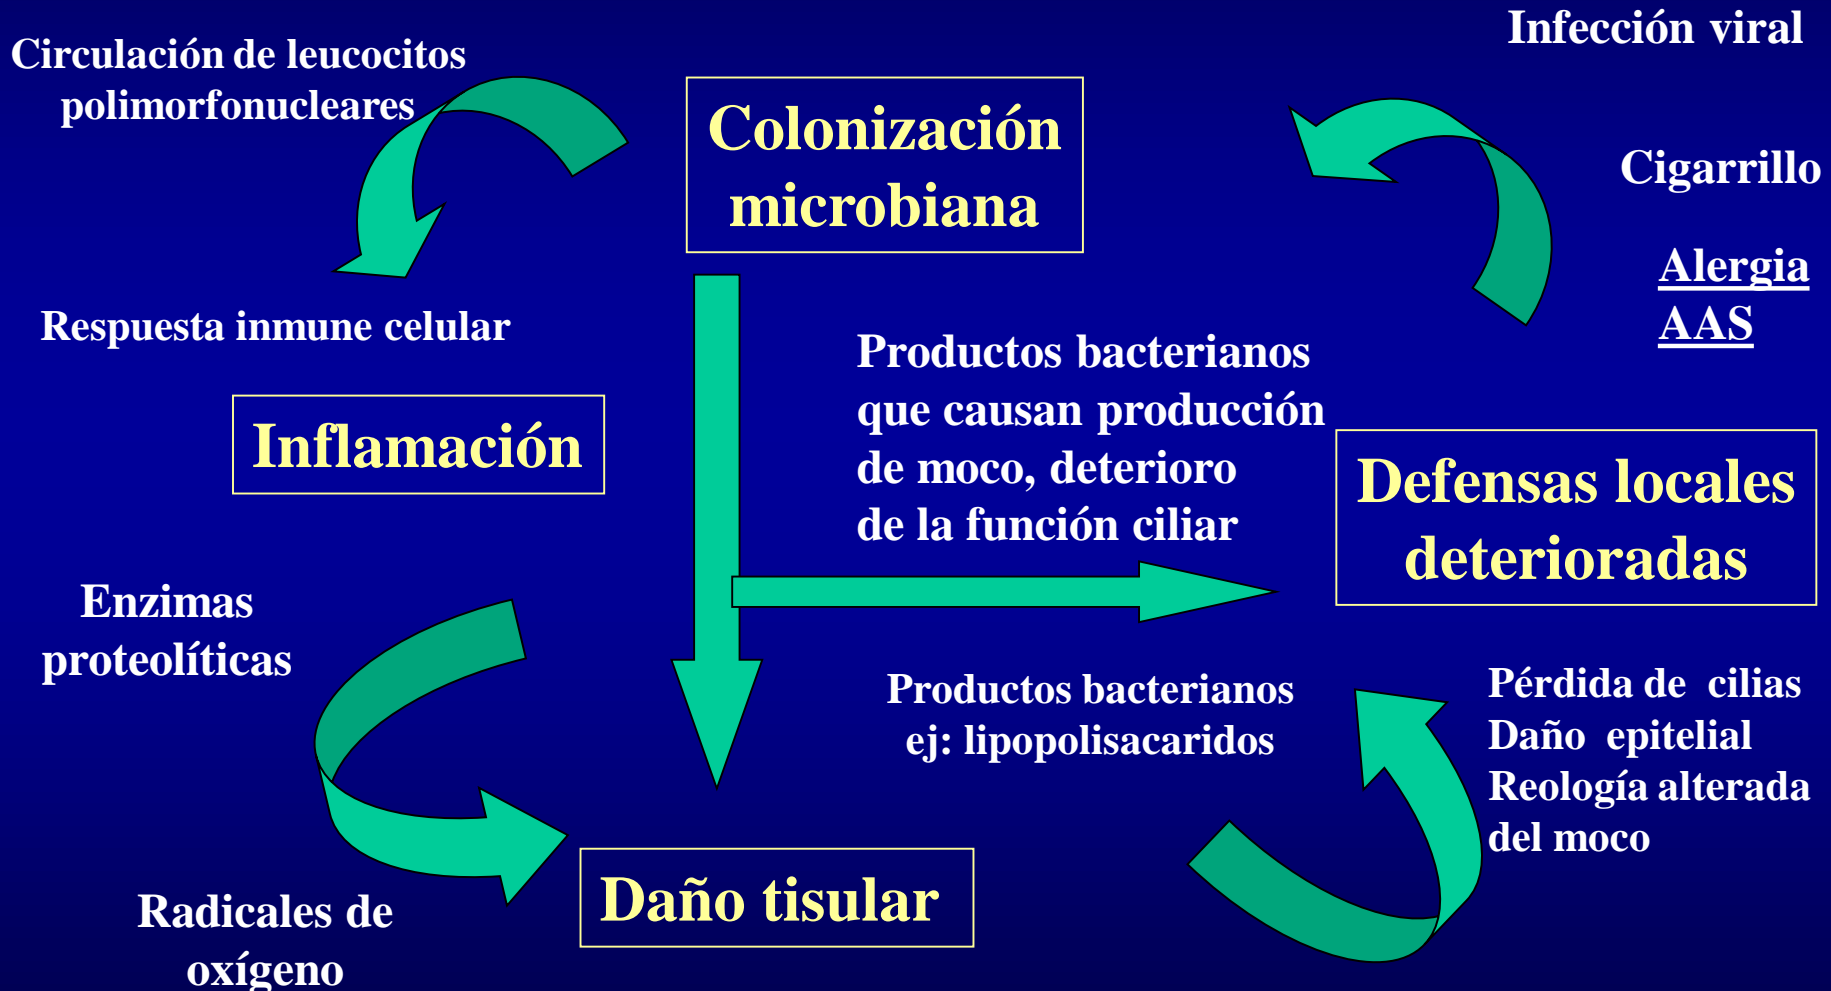 Infección viral
Circulación de leucocitos
polimorfonucleares
Colonización
microbiana
Cigarrillo
Alergia
AAS
Respuesta inmune celular
Productos bacterianos
que causan producción
de moco, deterioro
de la función ciliar
Inflamación
Defensas locales
deterioradas
Enzimas
proteolíticas
Productos bacterianos
ej: lipopolisacaridos
Pérdida de cilias
Daño epitelial
Reología alterada
del moco
Daño tisular
Radicales de
oxígeno